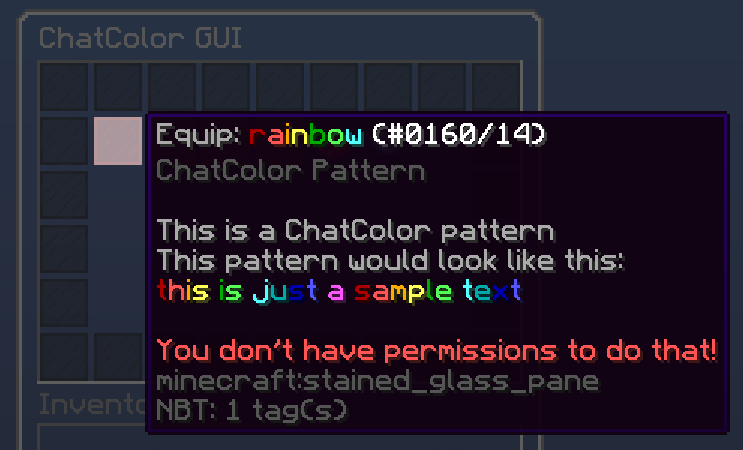 ChatColor GUI
Equip: rainbow (#0160/14)
ChatColor Pattern
This is a ChatColor pattern
This pattern would look like this:
this is just a sample text
You don't have permissions to do that!
minecraft:stained_glass_pane
NBT: 1 tag(s)